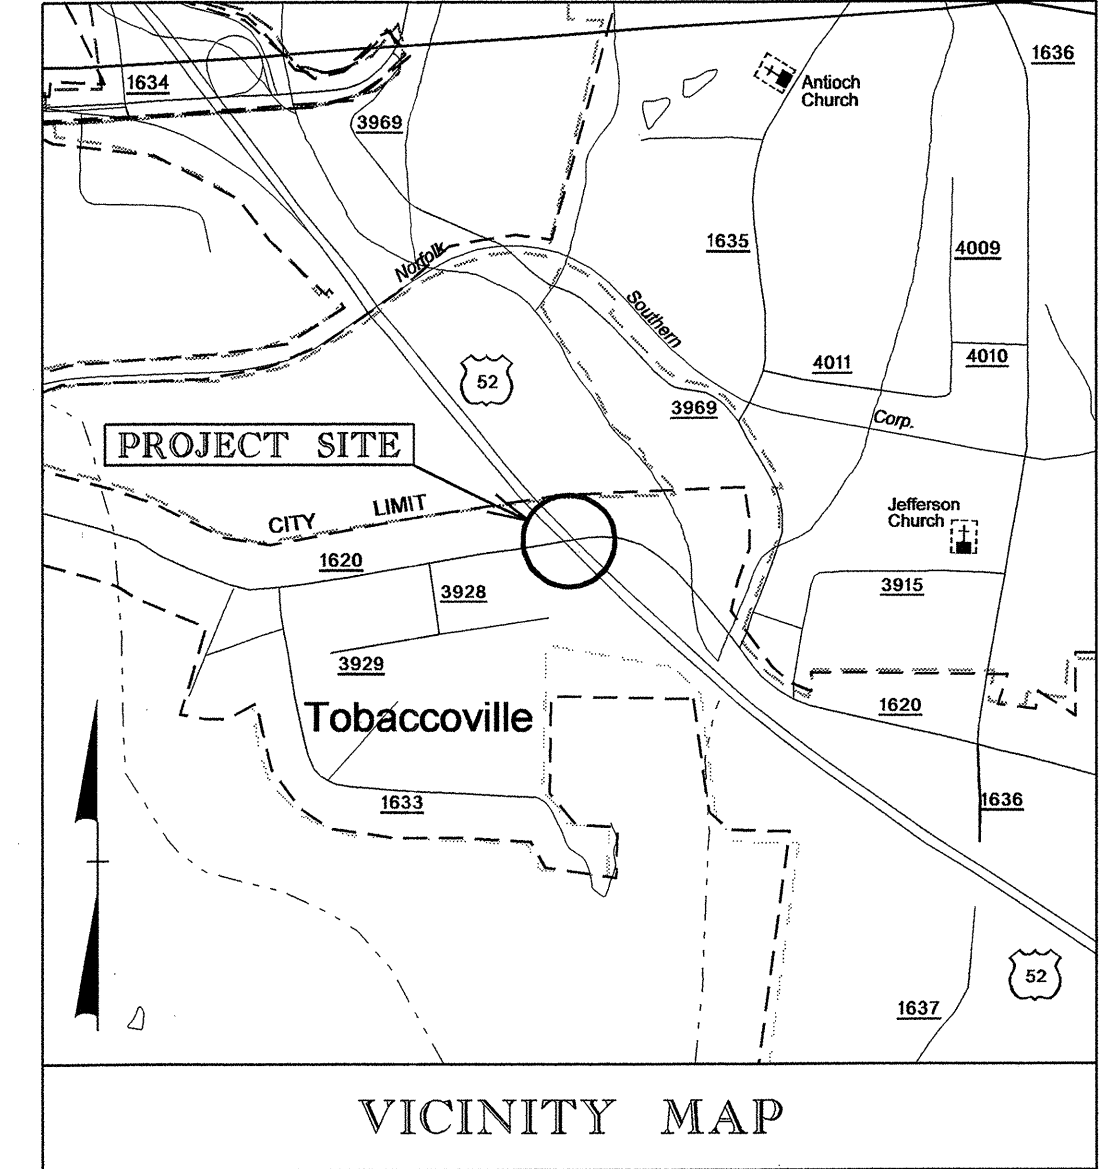 1636
1634
Antioch
Church
3969
1635
4009
Norfolk
Southern
4011
4010
52
3969
Corp.
PROJECT SITE
CITY LIMIT
Jefferson
Church
1620
3928
3915
3929
Tobaccoville
1620
1633
1636
52
1637
VICINITY MAP